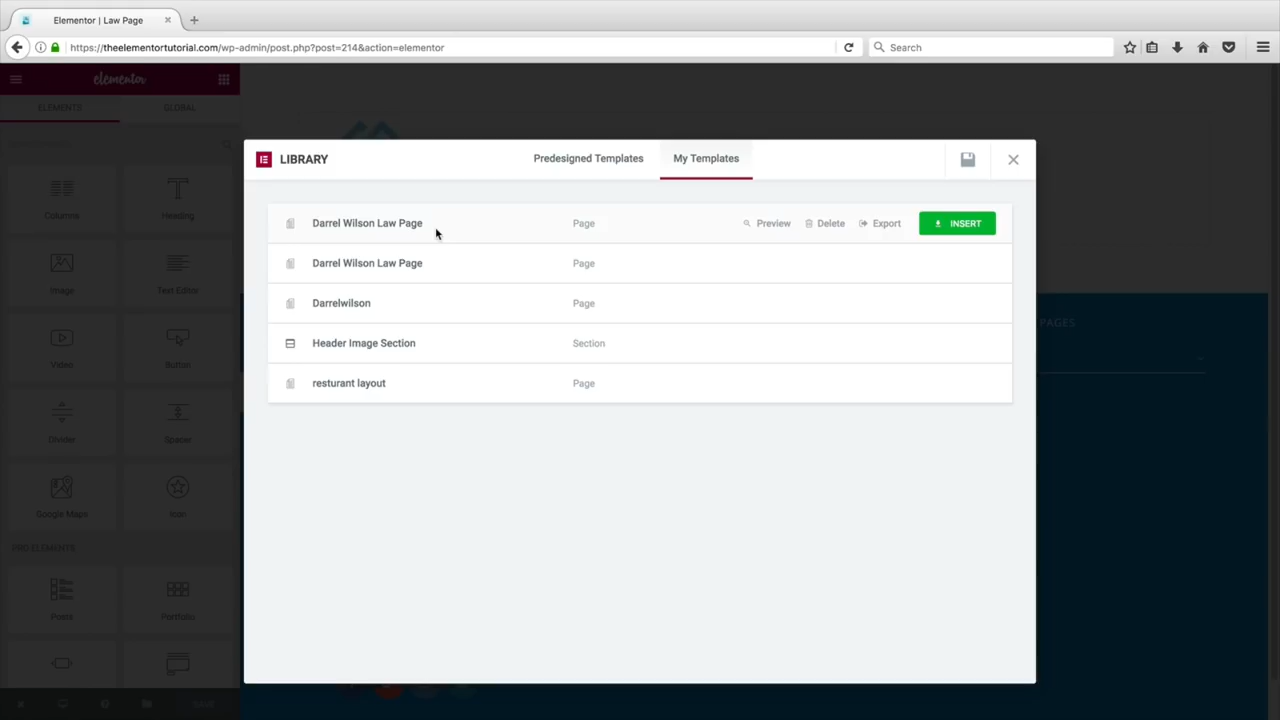 Elementor | Law Page
https://theelementortutorial.com/wp-admin/post.php?post=214&action=elementor
Search
elementor
ELEMENTS
GLOBAL
LIBRARY
Predesigned Templates
My Templates
Darrel Wilson Law Page Page Preview Delete Export INSERT
Darrel Wilson Law Page Page
Darrelwilson Page
Header Image Section Section
resturant layout Page
Columns
Heading
Image
Text Editor
Video
Button
Divider
Spacer
Google Maps
Icon
PRO ELEMENTS
Posts
Portfolio
SAVE
PAGES